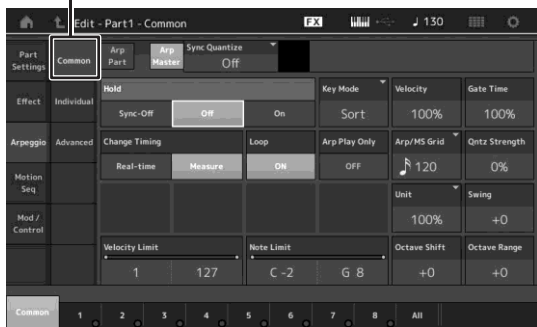 Edit - Part1 - Common
FX
♩ 130
Part Settings
Common
Arp Part
Arp Master
Sync Quantize
Off
Effect
Individual
Hold
Sync-Off
Off
On
Key Mode
Sort
Velocity
100%
Gate Time
100%
Arpeggio
Advanced
Change Timing
Real-time
Measure
Loop
ON
Arp Play Only
OFF
Arp/MS Grid
120
Qntz Strength
0%
Motion Seq
Unit
100%
Swing
+0
Mod / Control
Velocity Limit
1
127
Note Limit
C -2
G 8
Octave Shift
+0
Octave Range
+0
Common
1
2
3
4
5
6
7
8
All